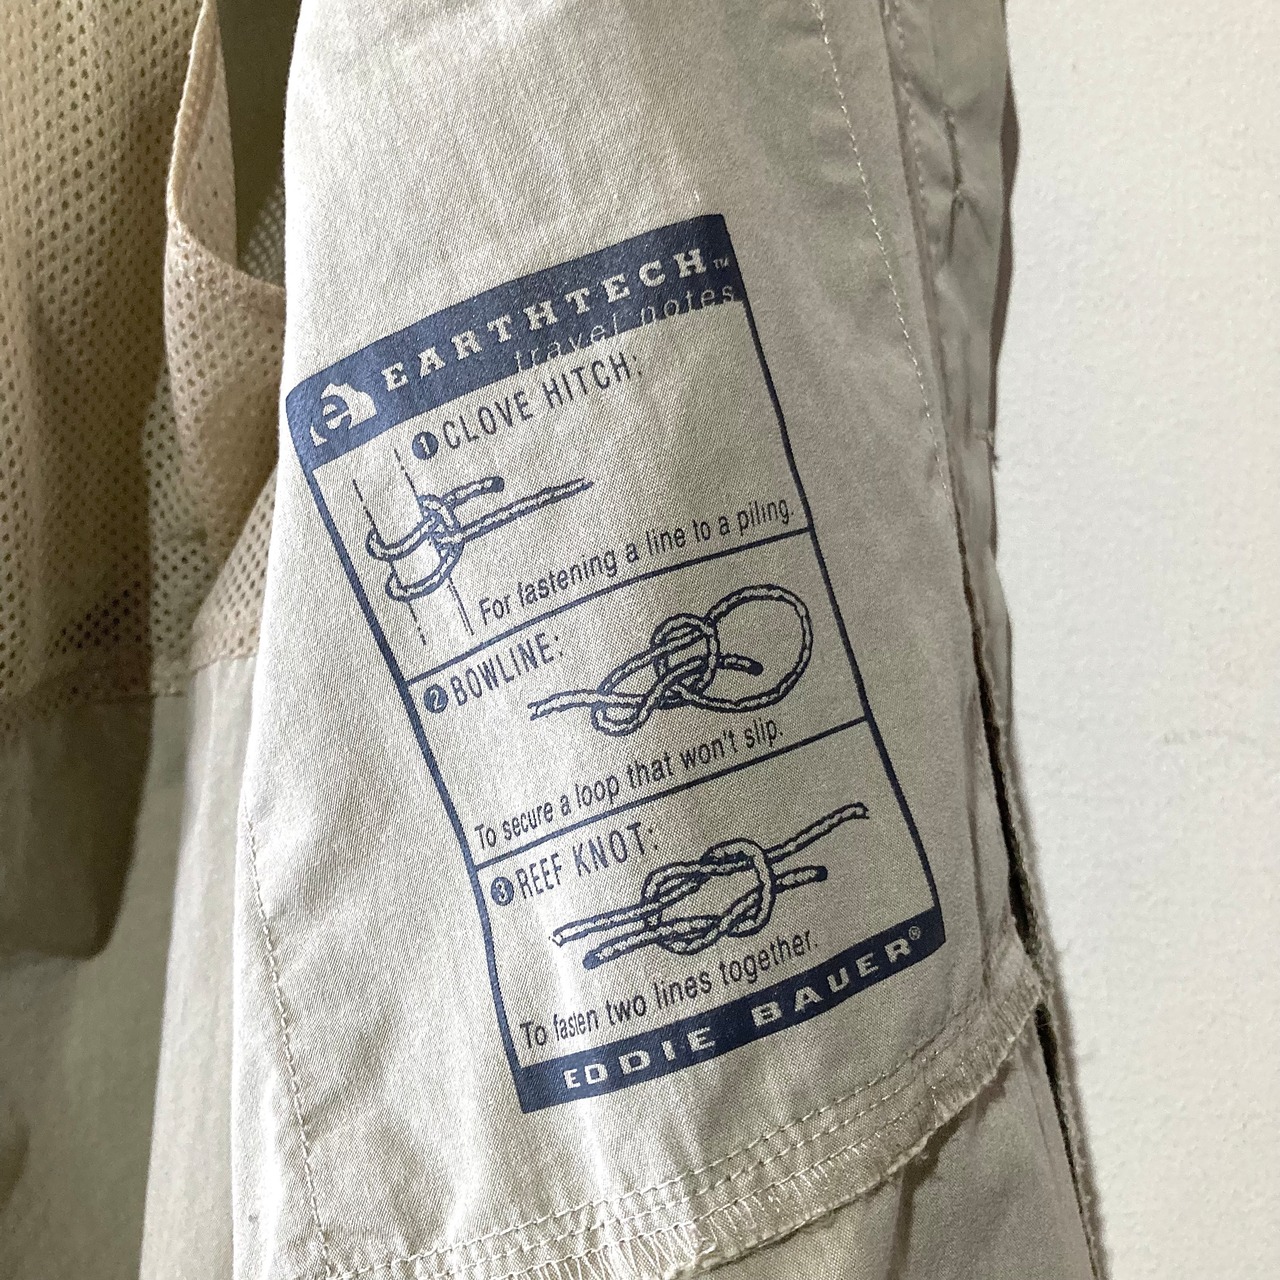 e EARTHTECH™
travel notes
1 CLOVE HITCH:
For fastening a line to a piling.
2 BOWLINE:
To secure a loop that won't slip.
3 REEF KNOT:
To fasten two lines together.
EDDIE BAUER®